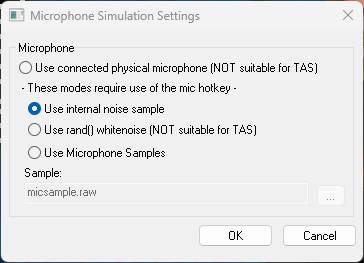 Microphone Simulation Settings
Microphone
Use connected physical microphone (NOT suitable for TAS)
- These modes require use of the mic hotkey -
Use internal noise sample
Use rand() whitenoise (NOT suitable for TAS)
Use Microphone Samples
Sample:
micsample.raw
...
OK
Cancel